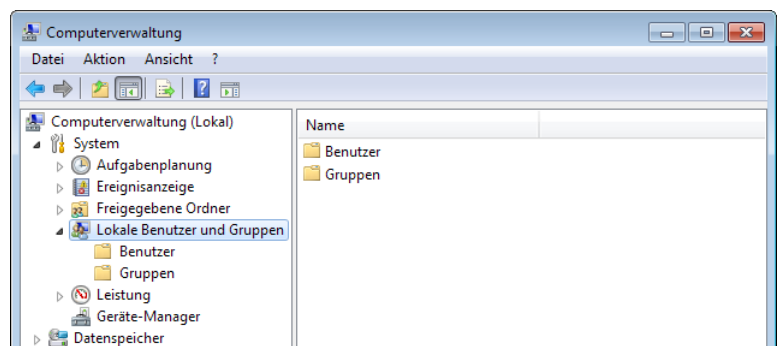 Computerverwaltung
Datei Aktion Ansicht ?
Computerverwaltung (Lokal)
System
Aufgabenplanung
Ereignisanzeige
Freigegebene Ordner
Lokale Benutzer und Gruppen
Benutzer
Gruppen
Leistung
Geräte-Manager
Datenspeicher
Name
Benutzer
Gruppen